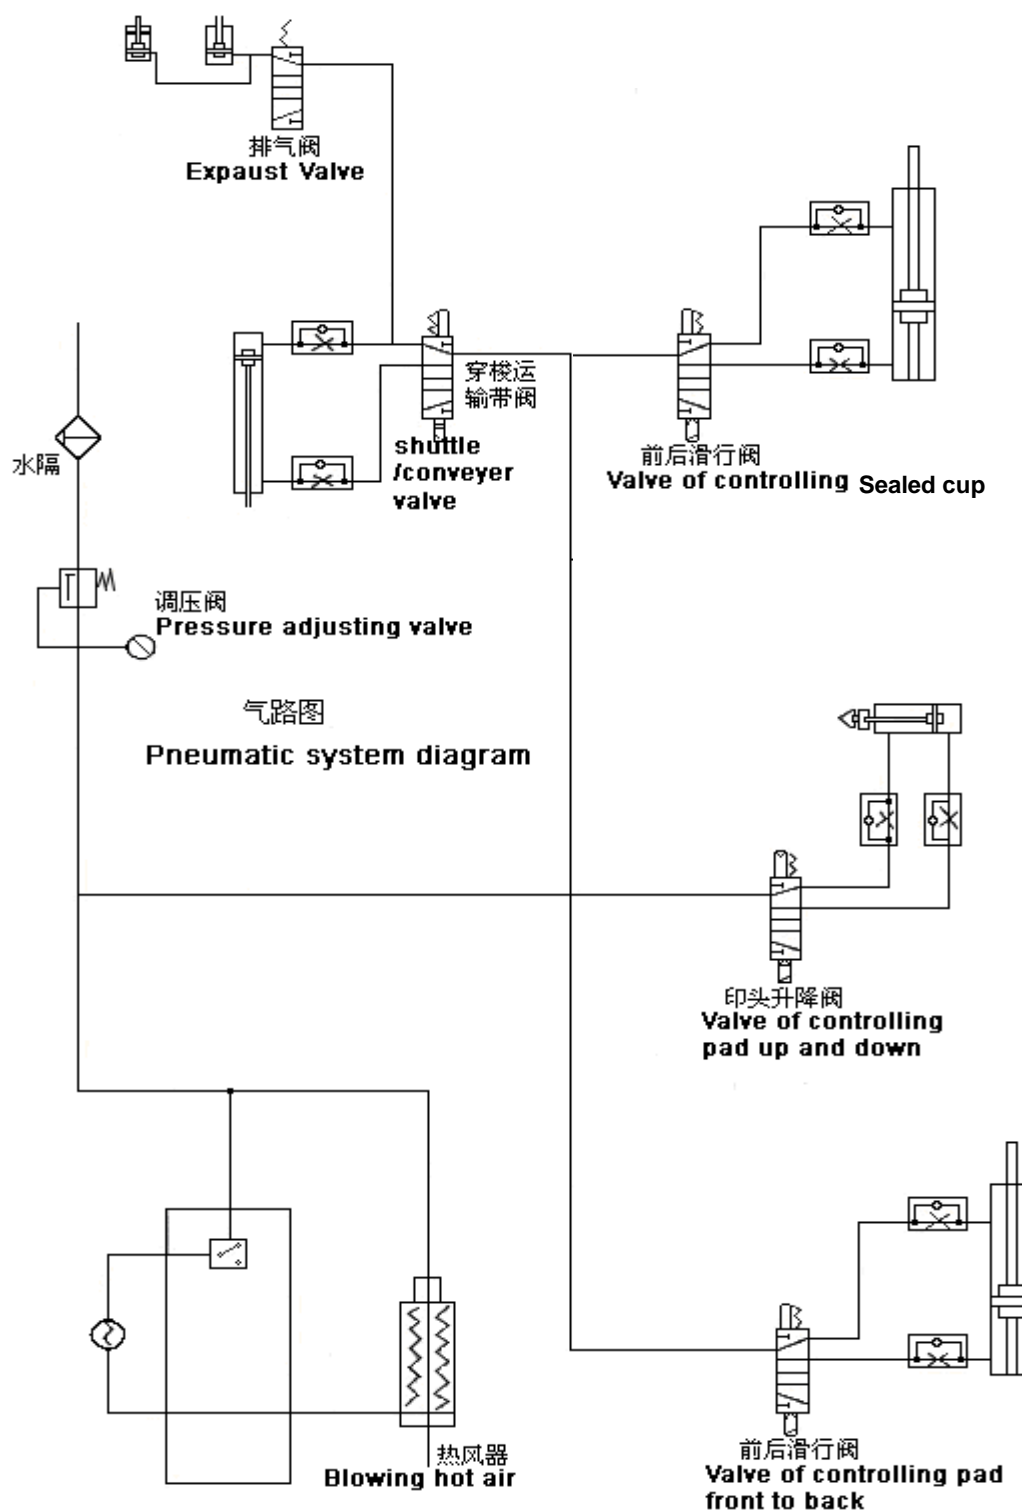 排气阀
Expaust Valve
穿梭运
输带阀
shuttle
/conveyer
valve
前后滑行阀
Valve of controlling Sealed cup
水隔
调压阀
Pressure adjusting valve
气路图
Pneumatic system diagram
印头升降阀
Valve of controlling
pad up and down
热风器
Blowing hot air
前后滑行阀
Valve of controlling pad
front to back